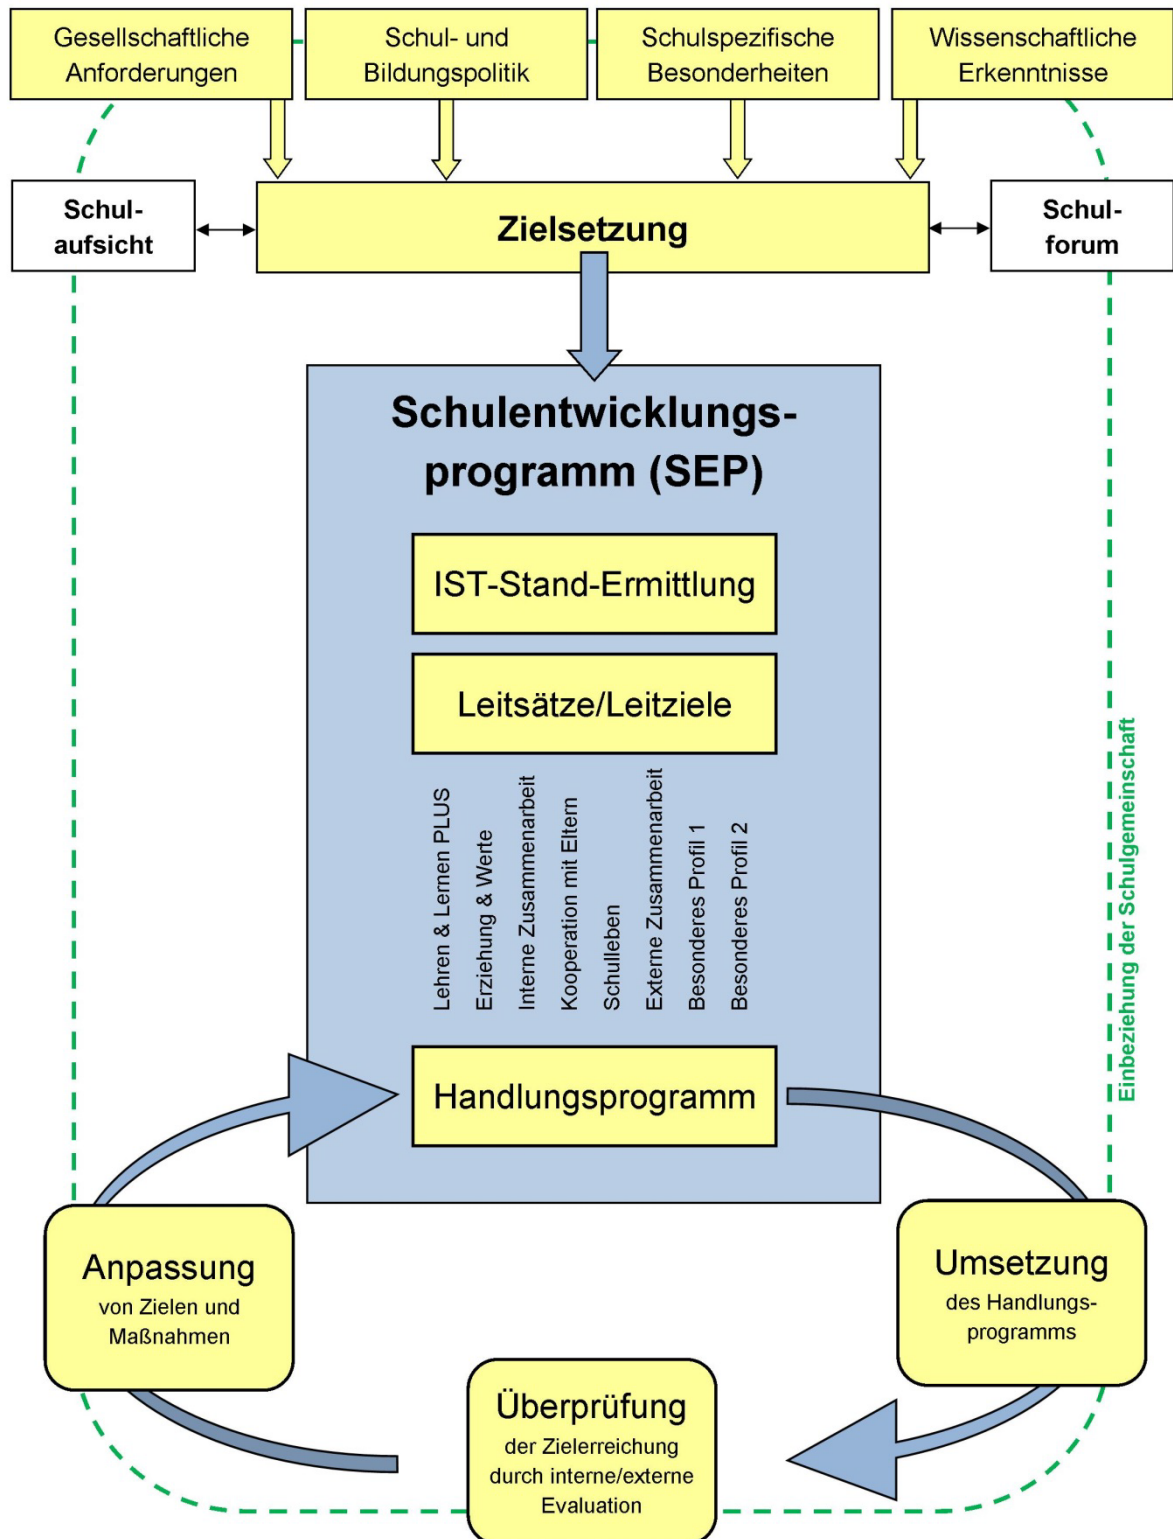 Gesellschaftliche
Anforderungen
Schul- und
Bildungspolitik
Schulspezifische
Besonderheiten
Wissenschaftliche
Erkenntnisse
Schul-
aufsicht
Zielsetzung
Schul-
forum
Schulentwicklungs-
programm (SEP)
IST-Stand-Ermittlung
Leitsätze/Leitziele
Lehren & Lernen PLUS
Erziehung & Werte
Interne Zusammenarbeit
Kooperation mit Eltern
Schulleben
Externe Zusammenarbeit
Besonderes Profil 1
Besonderes Profil 2
Einbeziehung der Schulgemeinschaft
Handlungsprogramm
Anpassung
von Zielen und
Maßnahmen
Umsetzung
des Handlungs-
programms
Überprüfung
der Zielerreichung
durch interne/externe
Evaluation